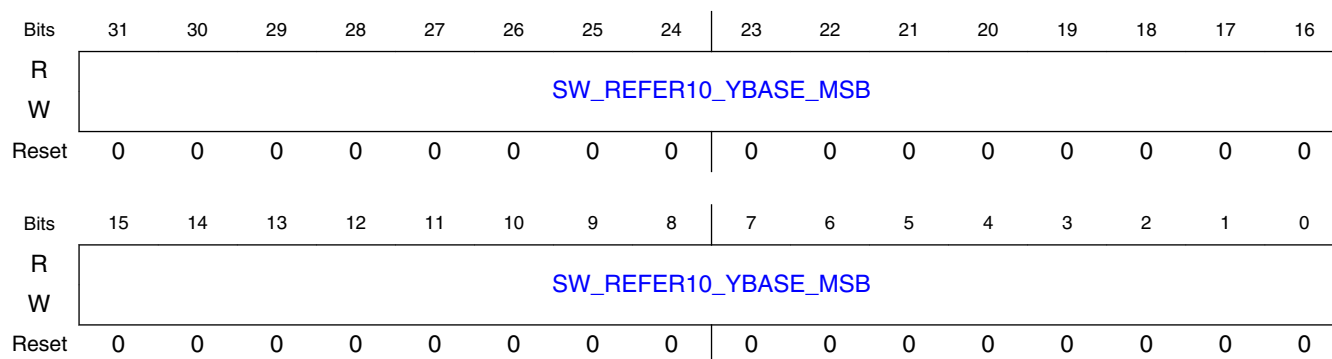 Bits 31 30 29 28 27 26 25 24 23 22 21 20 19 18 17 16
R
SW_REFER10_YBASE_MSB
W
Reset 0 0 0 0 0 0 0 0 0 0 0 0 0 0 0 0
Bits 15 14 13 12 11 10 9 8 7 6 5 4 3 2 1 0
R
SW_REFER10_YBASE_MSB
W
Reset 0 0 0 0 0 0 0 0 0 0 0 0 0 0 0 0